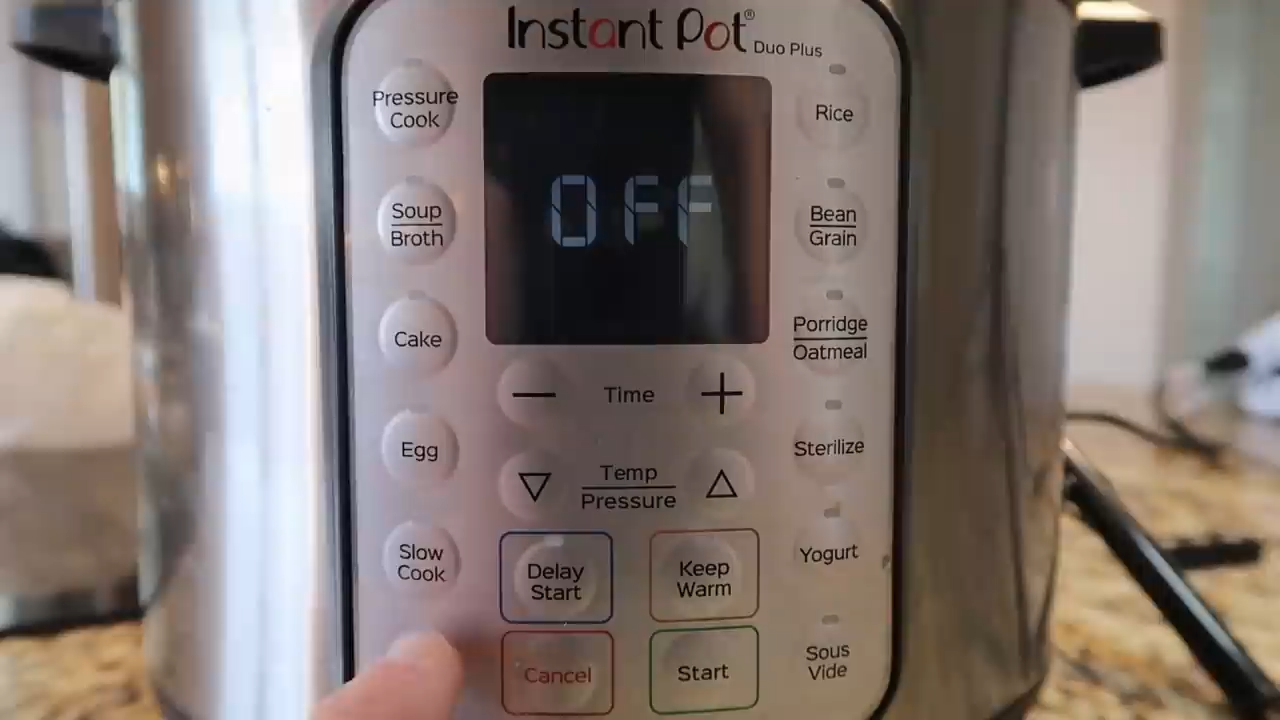 Instant Pot® Duo Plus
Pressure
Cook
Soup
Broth
Cake
Egg
Slow
Cook
OFF
− Time +
▽ Temp △
Pressure
Delay
Start
Keep
Warm
Cancel
Start
Rice
Bean
Grain
Porridge
Oatmeal
Sterilize
Yogurt
Sous
Vide